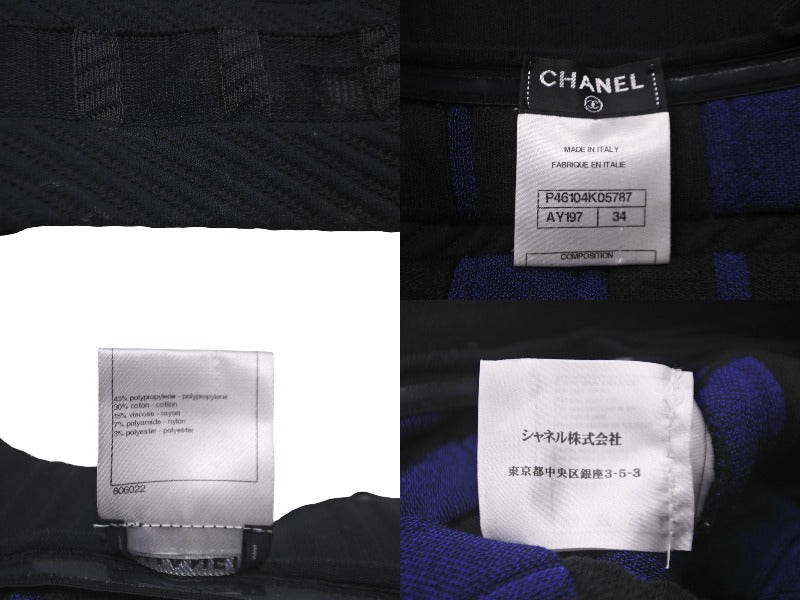 CHANEL
MADE IN ITALY
FABRIQUE EN ITALIE
P46104K05787
AY197 34
COMPOSITION
45% polypropylene - polypropylene
30% coton - cotton
15% viscose - rayon
7% polyamide - nylon
3% polyester - polyester
806022
シャネル株式会社
東京都中央区銀座3-5-3